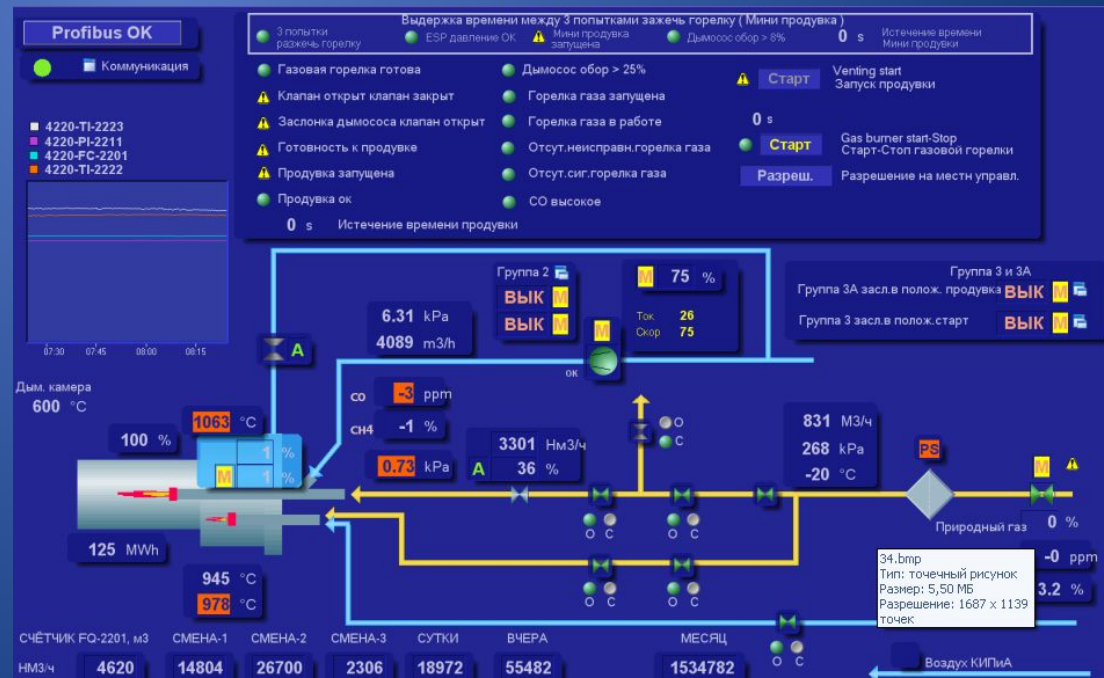 Profibus OK
Коммуникация
Выдержка времени между 3 попытками зажечь горелку ( Мини продувка )
3 попытки
разжечь горелку
ESP давление ОК
Мини продувка
запущена
Дымосос обор > 8%
0 s
Истечение времени
Мини продувки
Газовая горелка готова
Клапан открыт клапан закрыт
Заслонка дымососа клапан открыт
Готовность к продувке
Продувка запущена
Продувка ок
0 s Истечение времени продувки
Дымосос обор > 25%
Горелка газа запущена
Горелка газа в работе
Отсут.неисправн.горелка газа
Отсут.сиг.горелка газа
СО высокое
Старт
Venting start
Запуск продувки
0 s
Старт
Gas burner start-Stop
Старт-Стоп газовой горелки
Разреш.
Разрешение на местн управл.
4220-TI-2223
4220-PI-2211
4220-FC-2201
4220-TI-2222
07:30 07:45 08:00 08:15
Группа 2
ВЫК М
ВЫК М
М 75 %
Ток 26
Скор 75
Группа 3 и 3А
Группа 3А засл.в полож. продувка ВЫК М
Группа 3 засл.в полож.старт ВЫК М
6.31 kPa
4089 m3/h
A
М
ок
Дым. камера
600 °C
1063 °C
100 %
1 %
М 1 %
CO -3 ppm
CH4 -1 %
0.73 kPa
3301 Нм3/ч
A 36 %
O
C
831 М3/ч
268 kPa
-20 °C
PS
М
O C
O C
Природный газ 0 %
125 MWh
945 °C
978 °C
O C
O C
-0 ppm
3.2 %
34.bmp
Тип: точечный рисунок
Размер: 5,50 МБ
Разрешение: 1687 x 1139
точек
O C
СЧЁТЧИК FQ-2201, м3 СМЕНА-1 СМЕНА-2 СМЕНА-3 СУТКИ ВЧЕРА МЕСЯЦ
НМ3/ч 4620 14804 26700 2306 18972 55482 1534782
Воздух КИПиА